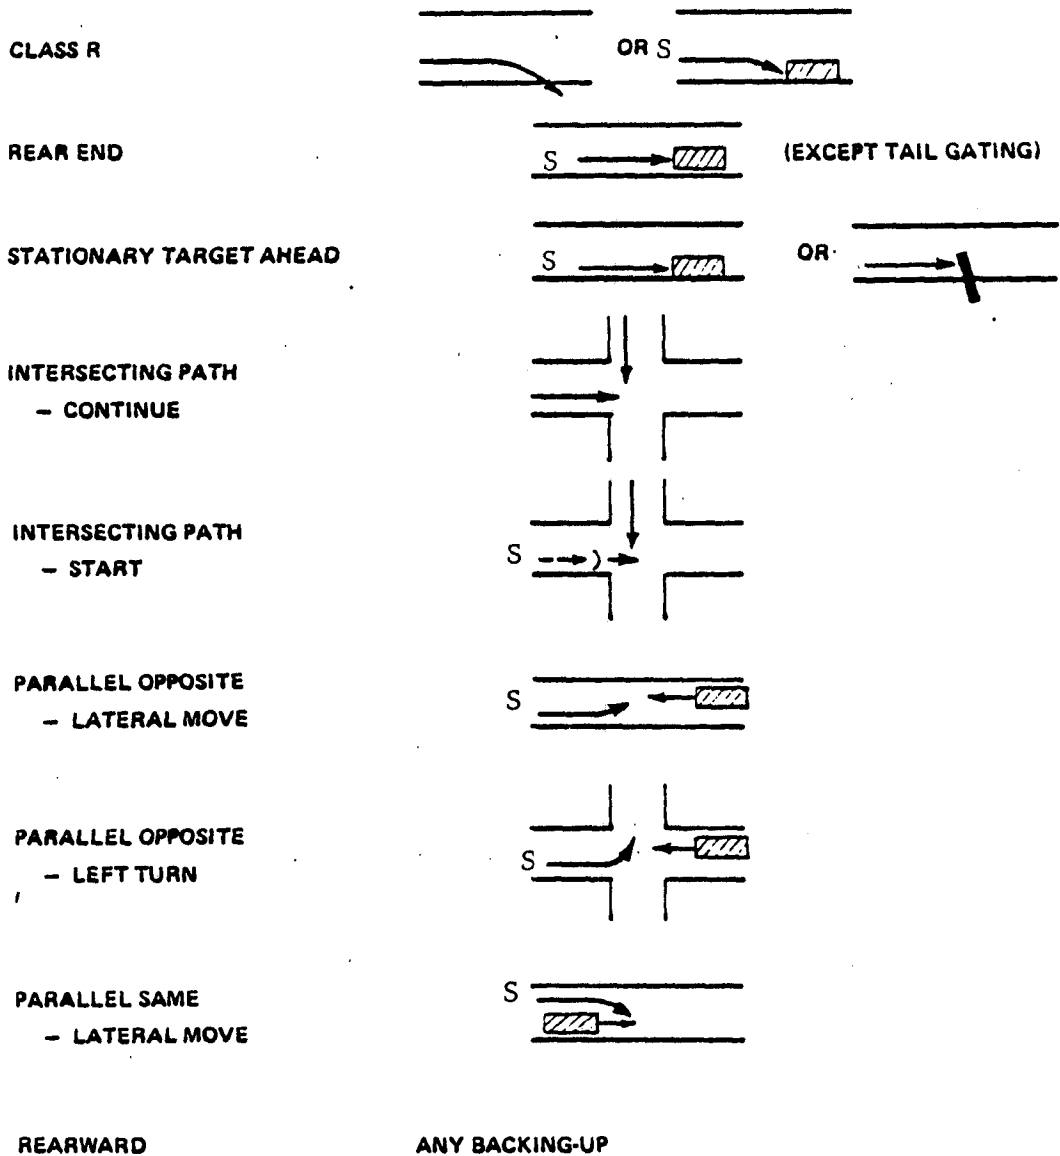 CLASS R
OR S
REAR END
S
(EXCEPT TAIL GATING)
STATIONARY TARGET AHEAD
S
OR
INTERSECTING PATH
– CONTINUE
INTERSECTING PATH
– START
S
PARALLEL OPPOSITE
– LATERAL MOVE
S
PARALLEL OPPOSITE
– LEFT TURN
S
PARALLEL SAME
– LATERAL MOVE
S
REARWARD
ANY BACKING-UP